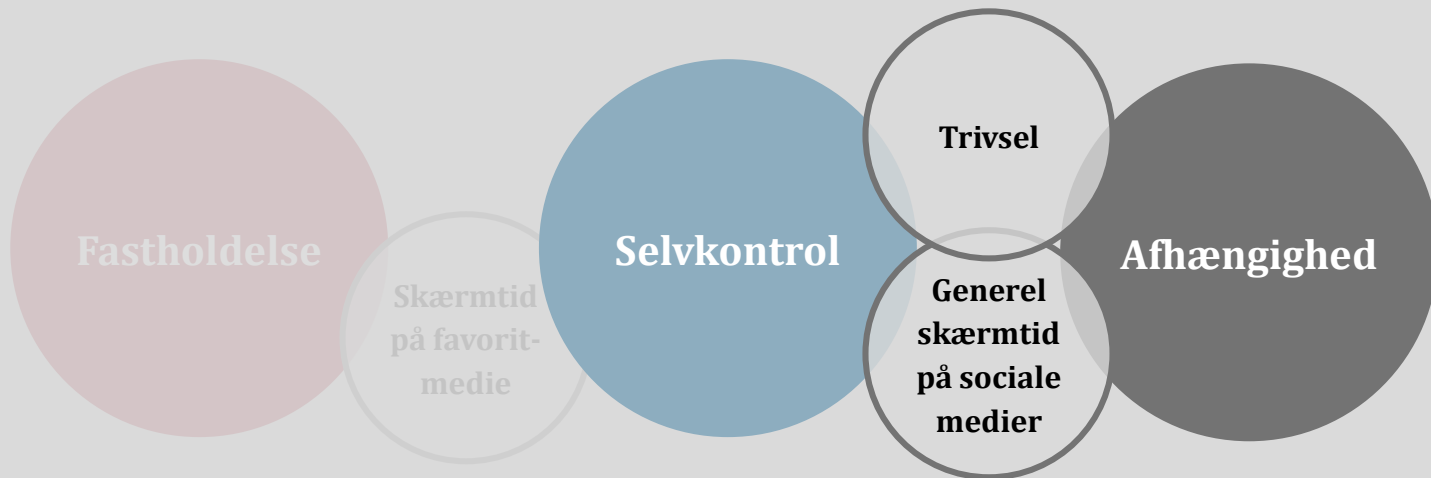 Fastholdelse
Skærmtid
på favorit-
medie
Selvkontrol
Trivsel
Generel
skærmtid
på sociale
medier
Afhængighed